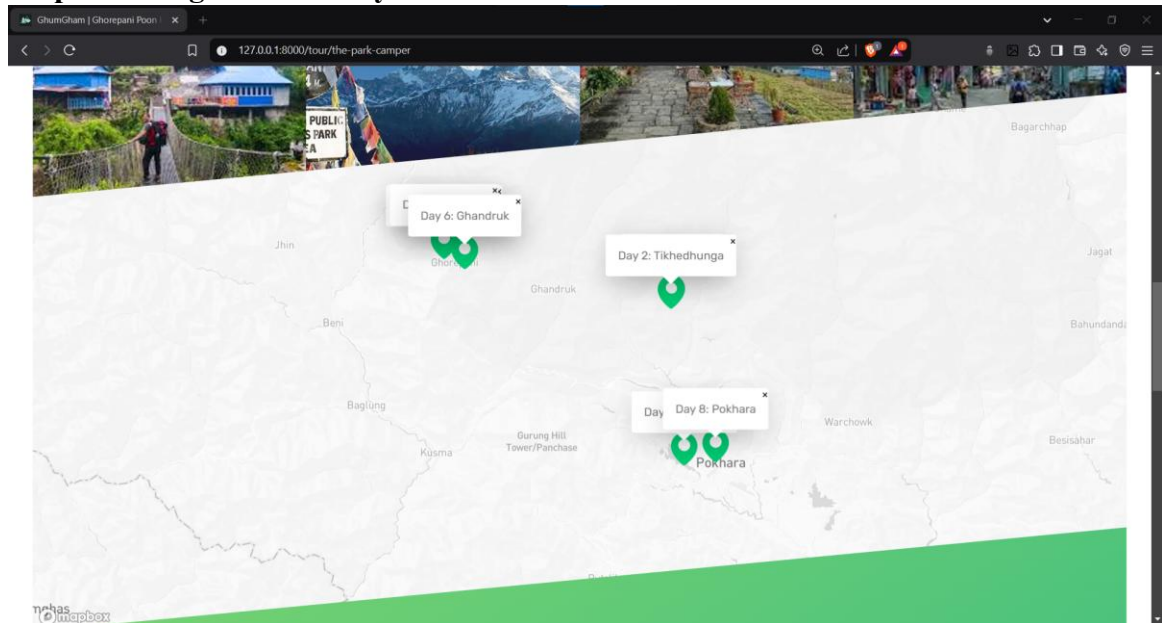 GhumGham | Ghorepani Poon
127.0.0.1:8000/tour/the-park-camper
PUBLIC
PARK
Bagarchhap
Day 6: Ghandruk
Jhin
Day 2: Tikhedhunga
Jagat
Ghandruk
Beni
Bahundanda
Baglung
Day
Day 8: Pokhara
Warchowk
Gurung Hill
Tower/Panchase
Kusma
Besisahar
Pokhara
mapbox